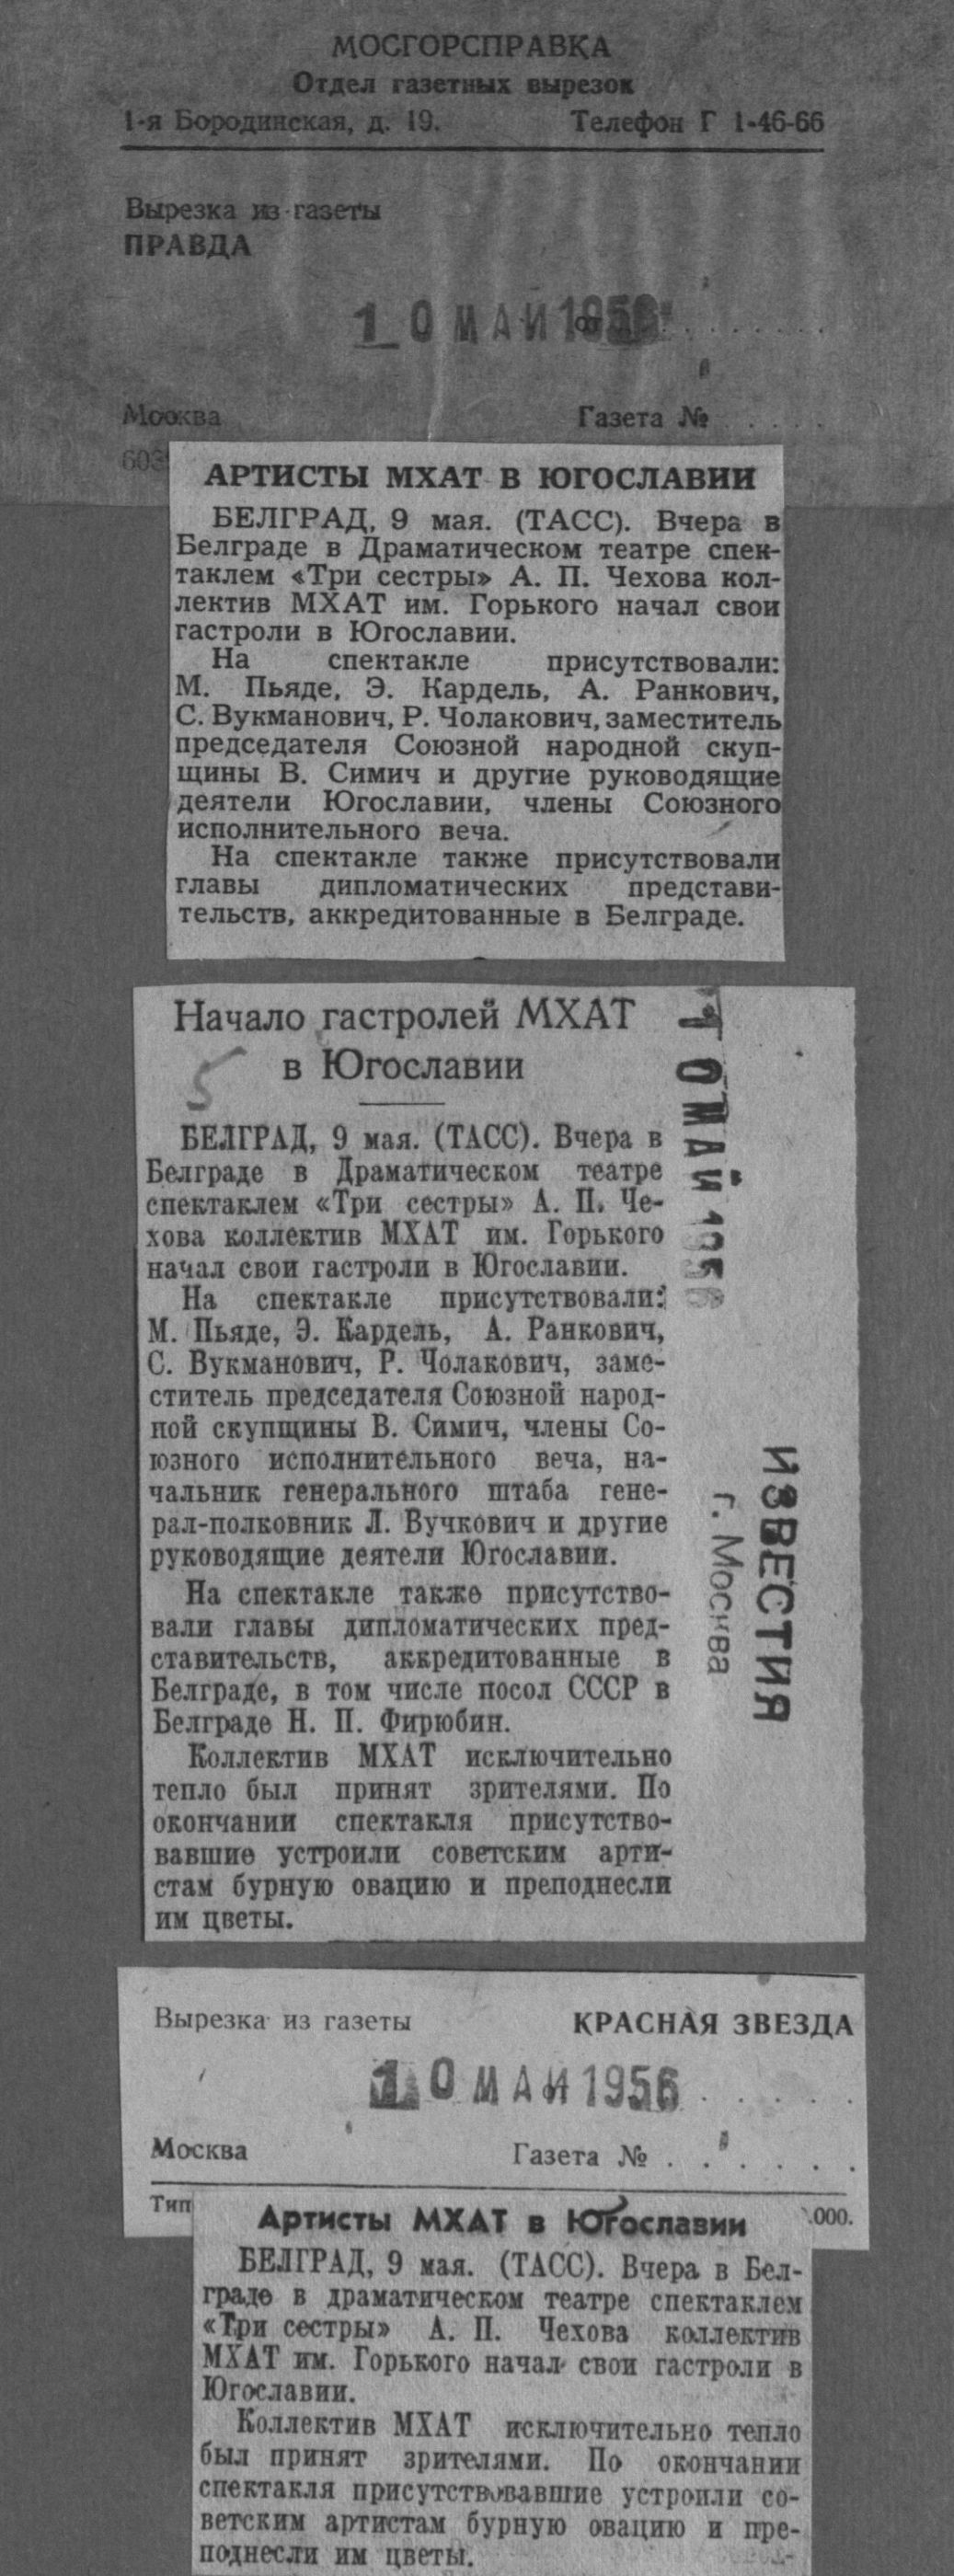 МОСГОРСПРАВКА
Отдел газетных вырезок
1-я Бородинская, д. 19. Телефон Г 1-46-66
Вырезка из газеты
ПРАВДА
10 МАЙ 1956
Москва Газета № . . . . .
АРТИСТЫ МХАТ В ЮГОСЛАВИИ
БЕЛГРАД, 9 мая. (ТАСС). Вчера в
Белграде в Драматическом театре спек-
таклем «Три сестры» А. П. Чехова кол-
лектив МХАТ им. Горького начал свои
гастроли в Югославии.
На спектакле присутствовали:
М. Пьяде, Э. Кардель, А. Ранкович,
С. Вукманович, Р. Чолакович, заместитель
председателя Союзной народной скуп-
щины В. Симич и другие руководящие
деятели Югославии, члены Союзного
исполнительного веча.
На спектакле также присутствовали
главы дипломатических представи-
тельств, аккредитованные в Белграде.
Начало гастролей МХАТ
в Югославии
5
БЕЛГРАД, 9 мая. (ТАСС). Вчера в
Белграде в Драматическом театре
спектаклем «Три сестры» А. П. Че-
хова коллектив МХАТ им. Горького
начал свои гастроли в Югославии.
На спектакле присутствовали:
М. Пьяде, Э. Кардель, А. Ранкович,
С. Вукманович, Р. Чолакович, заме-
ститель председателя Союзной народ-
ной скупщины В. Симич, члены Со-
юзного исполнительного веча, на-
чальник генерального штаба гене-
рал-полковник Л. Вучкович и другие
руководящие деятели Югославии.
На спектакле также присутство-
вали главы дипломатических пред-
ставительств, аккредитованные в
Белграде, в том числе посол СССР в
Белграде Н. П. Фирюбин.
Коллектив МХАТ исключительно
тепло был принят зрителями. По
окончании спектакля присутство-
вавшие устроили советским арти-
стам бурную овацию и преподнесли
им цветы.
10 МАЙ 1956
ИЗВЕСТИЯ
г. Москва
Вырезка из газеты КРАСНАЯ ЗВЕЗДА
10 МАЙ 1956
Москва Газета № . . . . . .
Тип .000.
Артисты МХАТ в Югославии
БЕЛГРАД, 9 мая. (ТАСС). Вчера в Бел-
граде в драматическом театре спектаклем
«Три сестры» А. П. Чехова коллектив
МХАТ им. Горького начал свои гастроли в
Югославии.
Коллектив МХАТ исключительно тепло
был принят зрителями. По окончании
спектакля присутствовавшие устроили со-
ветским артистам бурную овацию и пре-
поднесли им цветы.